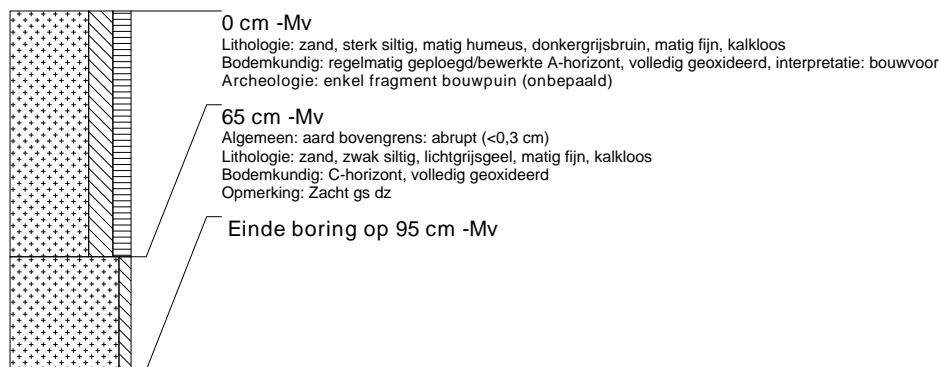 0 cm -Mv
Lithologie: zand, sterk siltig, matig humeus, donkergrijsbruin, matig fijn, kalkloos
Bodemkundig: regelmatig geploegd/bewerkte A-horizont, volledig geoxideerd, interpretatie: bouwvoor
Archeologie: enkel fragment bouwpuin (onbepaald)
65 cm -Mv
Algemeen: aard bovengrens: abrupt (<0,3 cm)
Lithologie: zand, zwak siltig, lichtgrijsgeel, matig fijn, kalkloos
Bodemkundig: C-horizont, volledig geoxideerd
Opmerking: Zacht gs dz
Einde boring op 95 cm -Mv